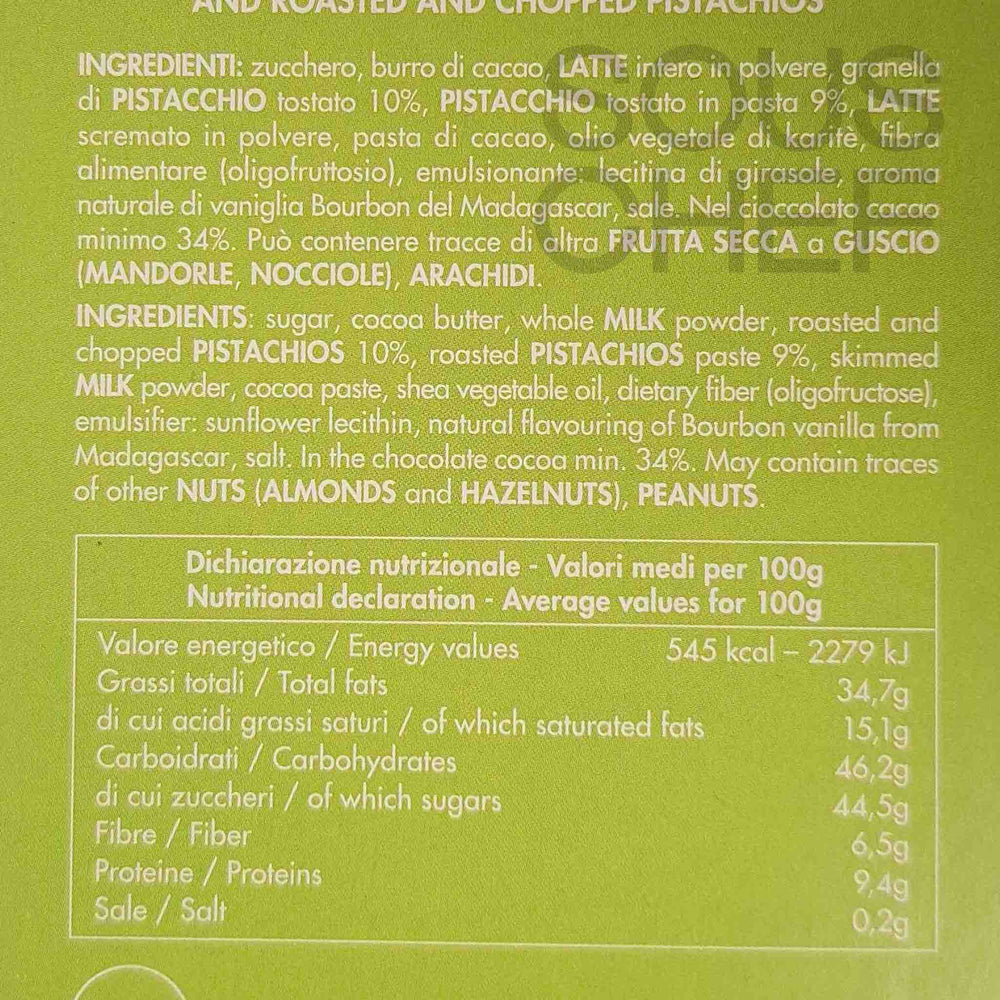 AND ROASTED AND CHOPPED PISTACHIOS
SOUS
CHEF
INGREDIENTI: zucchero, burro di cacao, LATTE intero in polvere, granella
di PISTACCHIO tostato 10%, PISTACCHIO tostato in pasta 9%, LATTE
scremato in polvere, pasta di cacao, olio vegetale di karitè, fibra
alimentare (oligofruttosio), emulsionante: lecitina di girasole, aroma
naturale di vaniglia Bourbon del Madagascar, sale. Nel cioccolato cacao
minimo 34%. Può contenere tracce di altra FRUTTA SECCA a GUSCIO
(MANDORLE, NOCCIOLE), ARACHIDI.
INGREDIENTS: sugar, cocoa butter, whole MILK powder, roasted and
chopped PISTACHIOS 10%, roasted PISTACHIOS paste 9%, skimmed
MILK powder, cocoa paste, shea vegetable oil, dietary fiber (oligofructose),
emulsifier: sunflower lecithin, natural flavouring of Bourbon vanilla from
Madagascar, salt. In the chocolate cocoa min. 34%. May contain traces
of other NUTS (ALMONDS and HAZELNUTS), PEANUTS.
Dichiarazione nutrizionale - Valori medi per 100g
Nutritional declaration - Average values for 100g
Valore energetico / Energy values 545 kcal – 2279 kJ
Grassi totali / Total fats 34,7g
di cui acidi grassi saturi / of which saturated fats 15,1g
Carboidrati / Carbohydrates 46,2g
di cui zuccheri / of which sugars 44,5g
Fibre / Fiber 6,5g
Proteine / Proteins 9,4g
Sale / Salt 0,2g